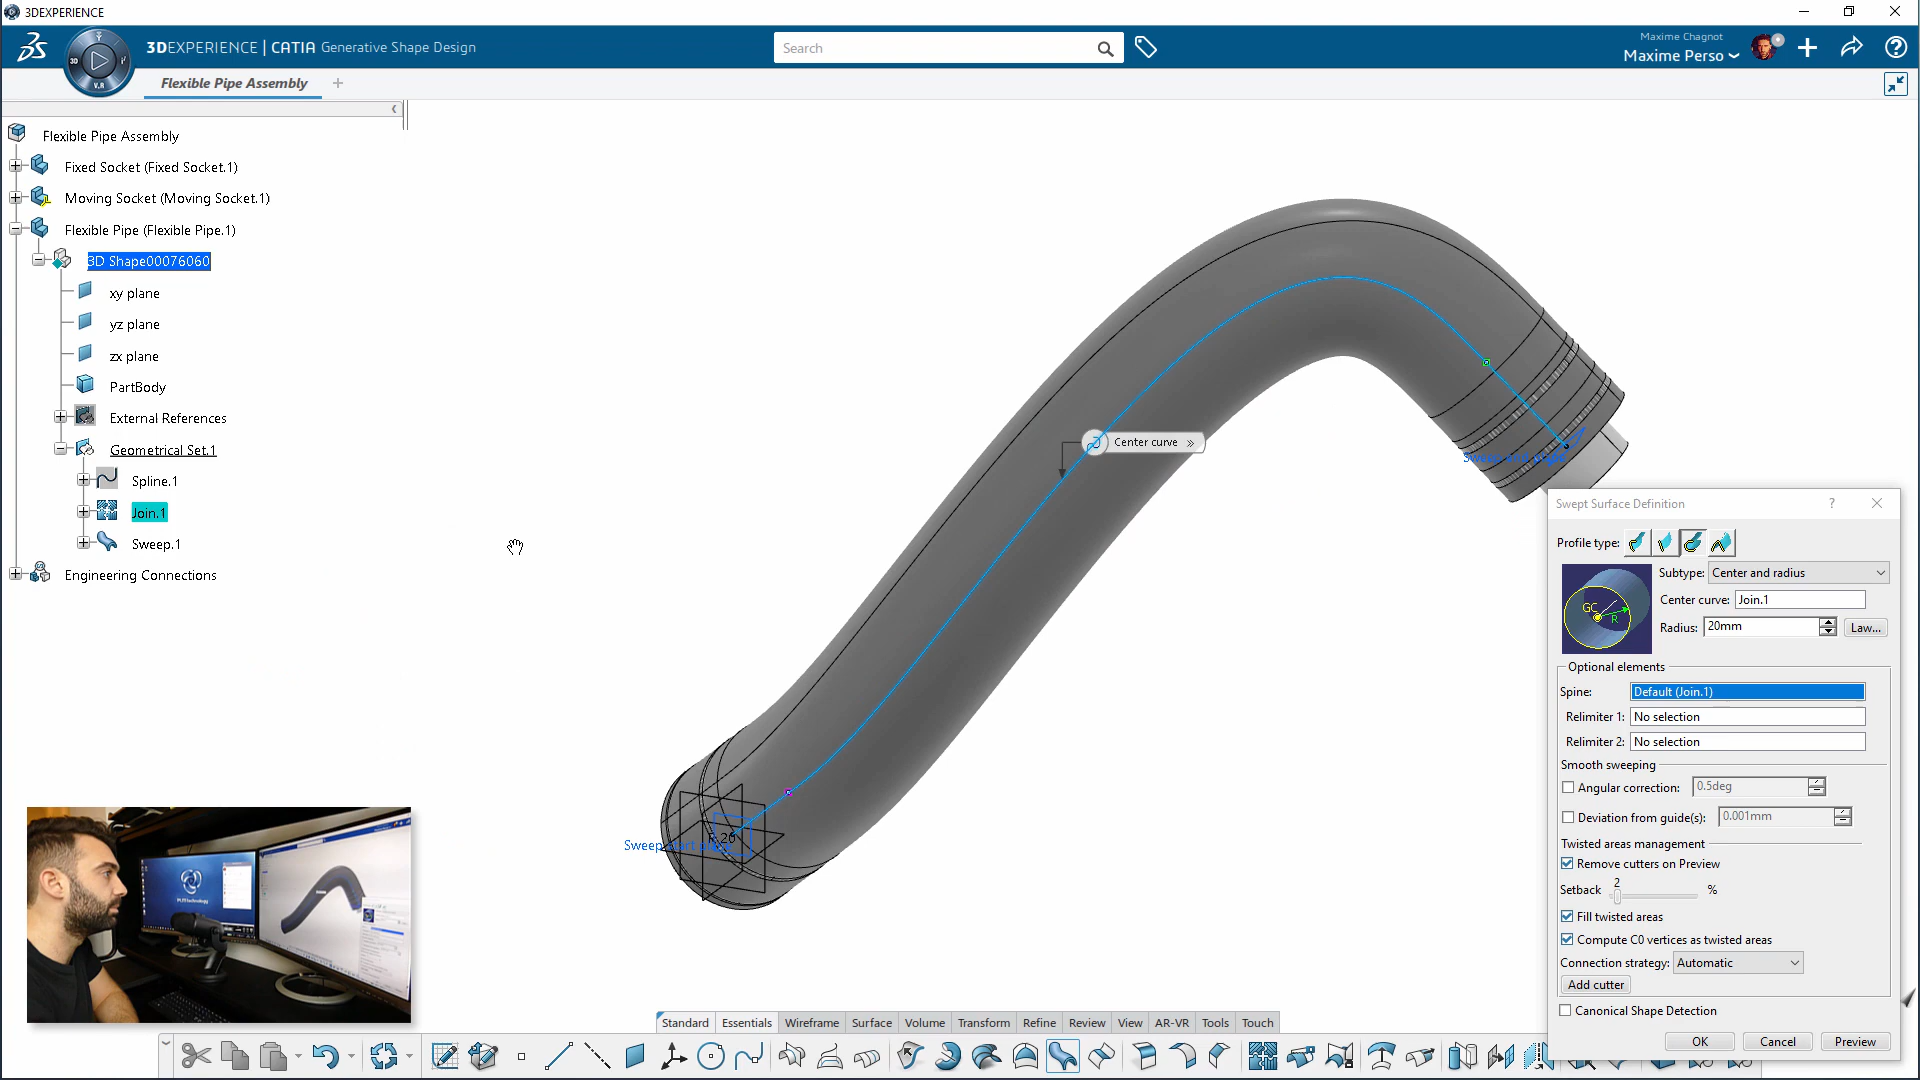 3DEXPERIENCE
3DEXPERIENCE | CATIA Generative Shape Design
Search
Maxime Chagnot
Maxime Perso
3D
V.R
Flexible Pipe Assembly
Flexible Pipe Assembly
Fixed Socket (Fixed Socket.1)
Moving Socket (Moving Socket.1)
Flexible Pipe (Flexible Pipe.1)
3D Shape00076060
xy plane
yz plane
zx plane
PartBody
External References
Geometrical Set.1
Spline.1
Join.1
Sweep.1
Engineering Connections
Center curve
R 20
Swept Surface Definition
Profile type:
Subtype: Center and radius
GC
R
Center curve: Join.1
Radius: 20mm Law...
Optional elements
Spine: Default (Join.1)
Relimiter 1: No selection
Relimiter 2: No selection
Smooth sweeping
Angular correction: 0.5deg
Deviation from guide(s): 0.001mm
Twisted areas management
Remove cutters on Preview
Setback 2 %
Fill twisted areas
Compute C0 vertices as twisted areas
Connection strategy: Automatic
Add cutter
Canonical Shape Detection
OK Cancel Preview
Standard Essentials Wireframe Surface Volume Transform Refine Review View AR-VR Tools Touch